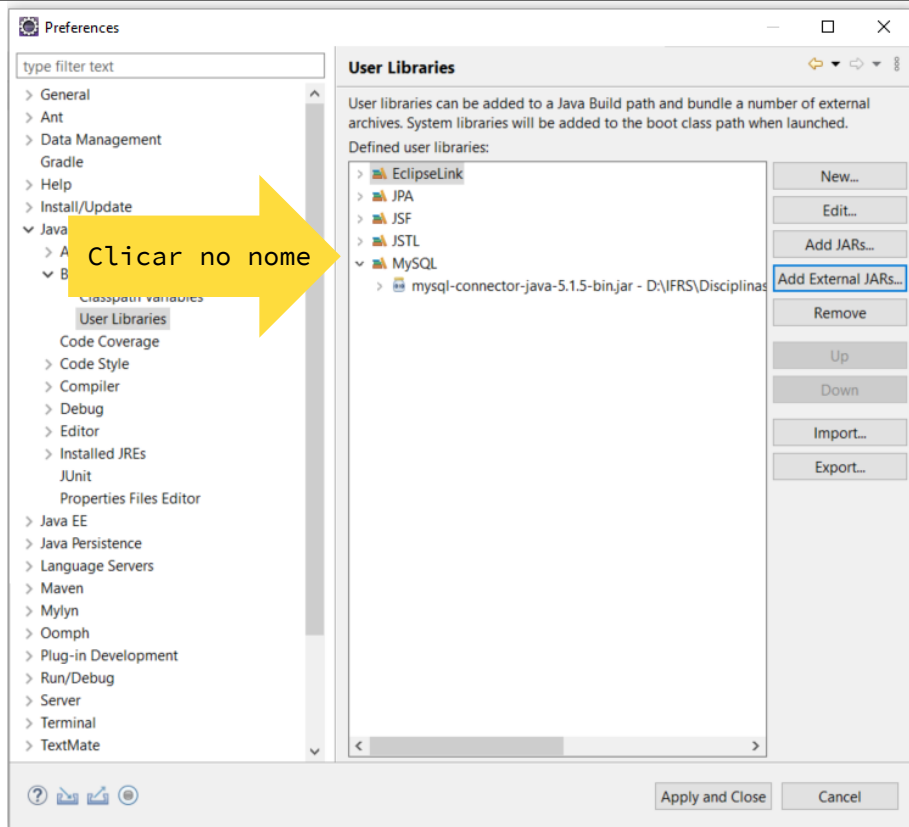 Preferences
type filter text
General
Ant
Data Management
Gradle
Help
Install/Update
Java
A
B
Classpath Variables
User Libraries
Code Coverage
Code Style
Compiler
Debug
Editor
Installed JREs
JUnit
Properties Files Editor
Java EE
Java Persistence
Language Servers
Maven
Mylyn
Oomph
Plug-in Development
Run/Debug
Server
Terminal
TextMate
Clicar no nome
User Libraries
User libraries can be added to a Java Build path and bundle a number of external
archives. System libraries will be added to the boot class path when launched.
Defined user libraries:
EclipseLink
JPA
JSF
JSTL
MySQL
mysql-connector-java-5.1.5-bin.jar - D:\IFRS\Disciplinas
New...
Edit...
Add JARs...
Add External JARs...
Remove
Up
Down
Import...
Export...
Apply and Close
Cancel